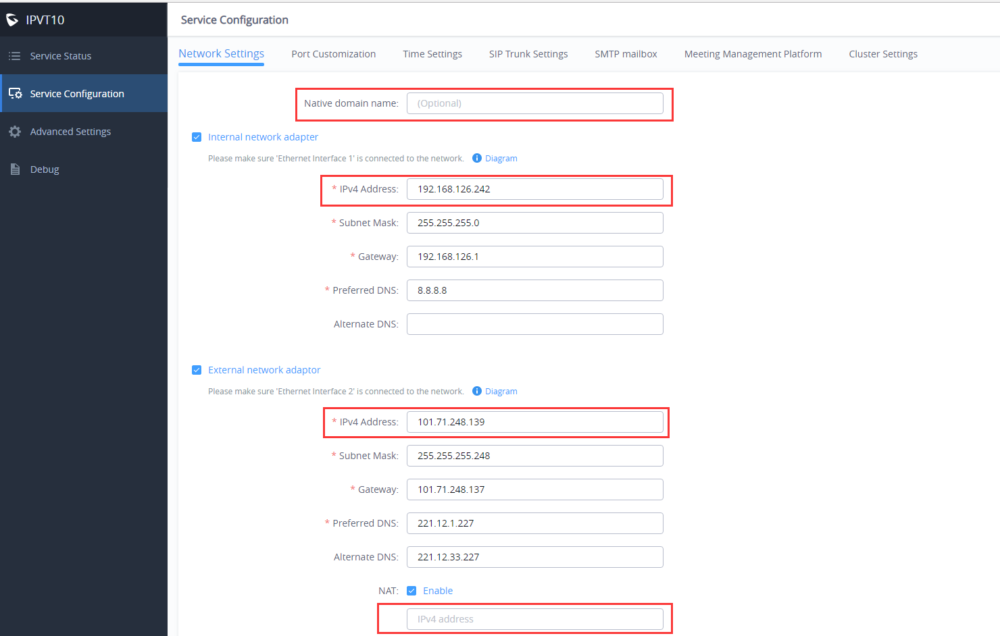 IPVT10
Service Configuration
Service Status
Service Configuration
Advanced Settings
Debug
Network Settings Port Customization Time Settings SIP Trunk Settings SMTP mailbox Meeting Management Platform Cluster Settings
Native domain name: (Optional)
Internal network adapter
Please make sure 'Ethernet Interface 1' is connected to the network. Diagram
* IPv4 Address: 192.168.126.242
* Subnet Mask: 255.255.255.0
* Gateway: 192.168.126.1
* Preferred DNS: 8.8.8.8
Alternate DNS:
External network adaptor
Please make sure 'Ethernet Interface 2' is connected to the network. Diagram
* IPv4 Address: 101.71.248.139
* Subnet Mask: 255.255.255.248
* Gateway: 101.71.248.137
* Preferred DNS: 221.12.1.227
Alternate DNS: 221.12.33.227
NAT: Enable
IPv4 address